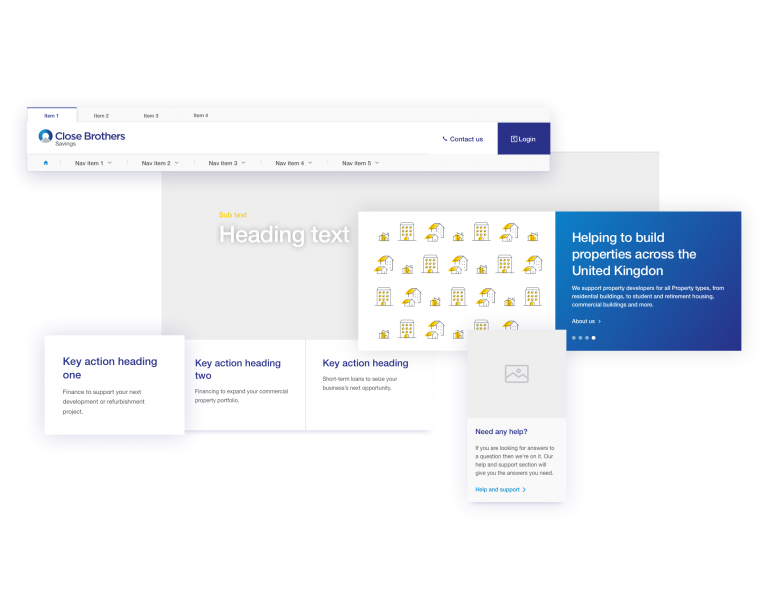 Item 1
Item 2
Item 3
Item 4
Close Brothers
Savings
Contact us
Login
Nav item 1
Nav item 2
Nav item 3
Nav item 4
Nav item 5
Sub text
Heading text
Helping to build
properties across the
United Kingdon
We support property developers for all Property types, from
residential buildings, to student and retirement housing,
commercial buildings and more.
About us
Key action heading
one
Finance to support your next
development or refurbishment
project.
Key action heading
two
Financing to expand your commercial
property portfolio.
Key action heading
Short-term loans to seize your
business's next opportunity.
Need any help?
If you are looking for answers to
a question then we're on it. Our
help and support section will
give you the answers you need.
Help and support